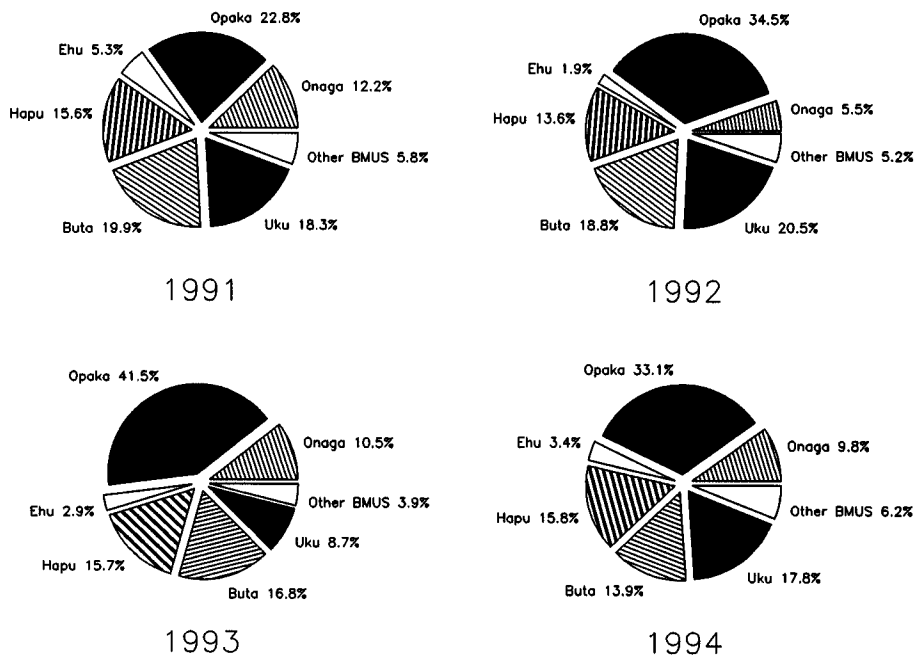 Opaka 22.8%
Ehu 5.3%
Onaga 12.2%
Hapu 15.6%
Other BMUS 5.8%
Buta 19.9%
Uku 18.3%
1991
Opaka 34.5%
Ehu 1.9%
Onaga 5.5%
Hapu 13.6%
Other BMUS 5.2%
Buta 18.8%
Uku 20.5%
1992
Opaka 41.5%
Onaga 10.5%
Other BMUS 3.9%
Ehu 2.9%
Uku 8.7%
Hapu 15.7%
Buta 16.8%
1993
Opaka 33.1%
Ehu 3.4%
Onaga 9.8%
Other BMUS 6.2%
Hapu 15.8%
Uku 17.8%
Buta 13.9%
1994